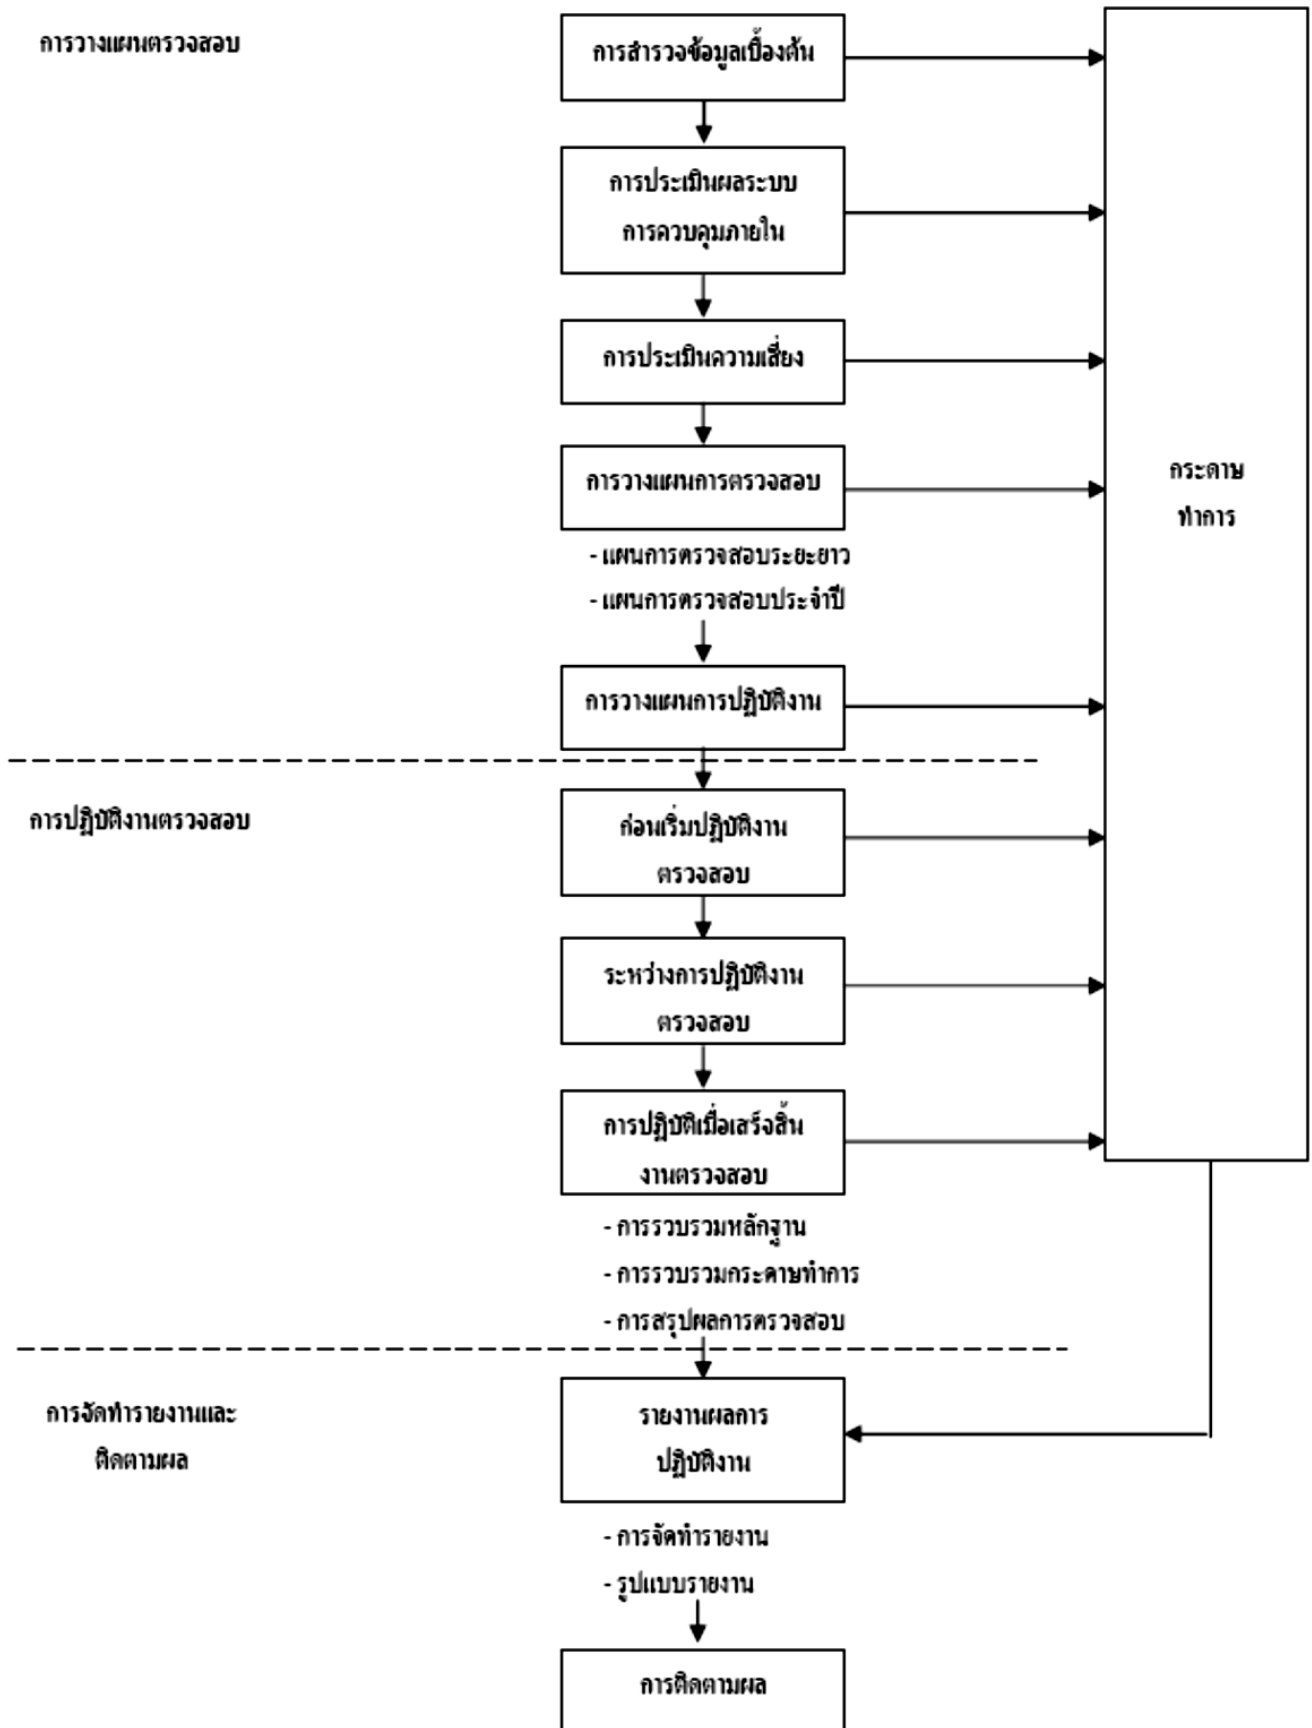 การวางแผนตรวจสอบ
การสำรวจข้อมูลเบื้องต้น
การประเมินผลระบบ
การควบคุมภายใน
การประเมินความเสี่ยง
การวางแผนการตรวจสอบ
- แผนการตรวจสอบระยะยาว
- แผนการตรวจสอบประจำปี
การวางแผนการปฏิบัติงาน
กระดาษ
ทำการ
การปฏิบัติงานตรวจสอบ
ก่อนเริ่มปฏิบัติงาน
ตรวจสอบ
ระหว่างการปฏิบัติงาน
ตรวจสอบ
การปฏิบัติเมื่อเสร็จสิ้น
งานตรวจสอบ
- การรวบรวมหลักฐาน
- การรวบรวมกระดาษทำการ
- การสรุปผลการตรวจสอบ
การจัดทำรายงานและ
ติดตามผล
รายงานผลการ
ปฏิบัติงาน
- การจัดทำรายงาน
- รูปแบบรายงาน
การติดตามผล